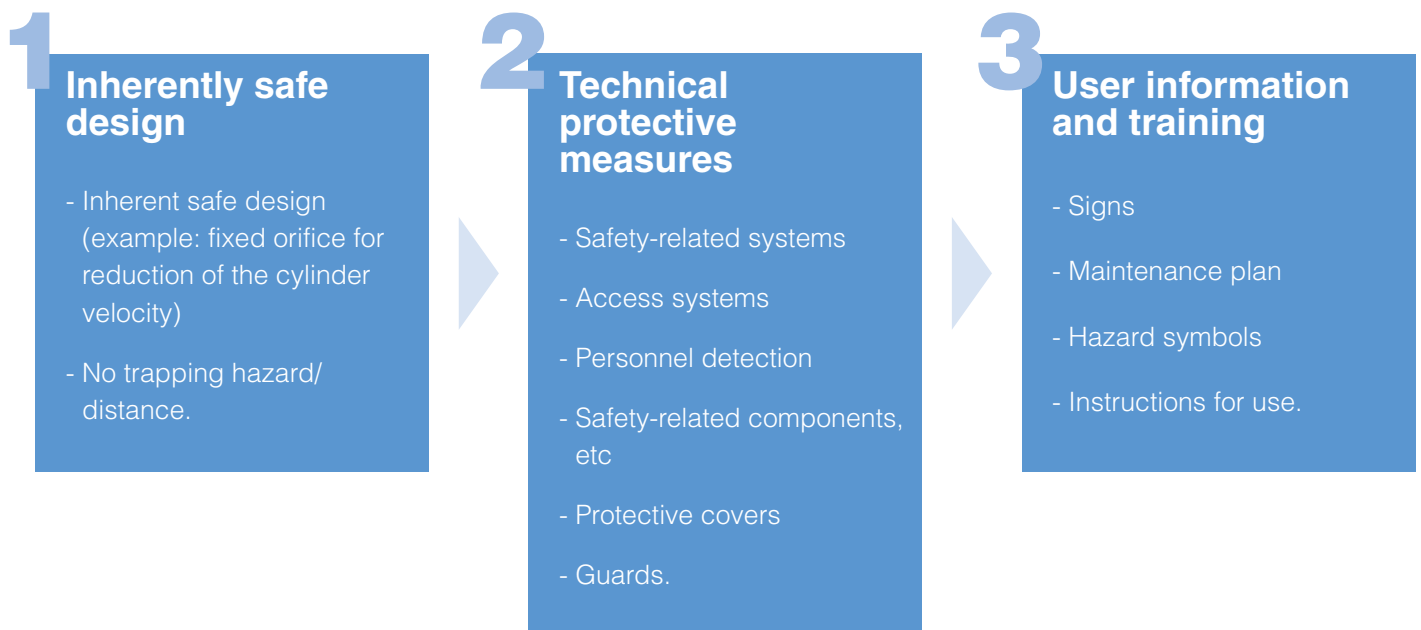 1
Inherently safe
design
- Inherent safe design
(example: fixed orifice for
reduction of the cylinder
velocity)
- No trapping hazard/
distance.
2
Technical
protective
measures
- Safety-related systems
- Access systems
- Personnel detection
- Safety-related components,
etc
- Protective covers
- Guards.
3
User information
and training
- Signs
- Maintenance plan
- Hazard symbols
- Instructions for use.